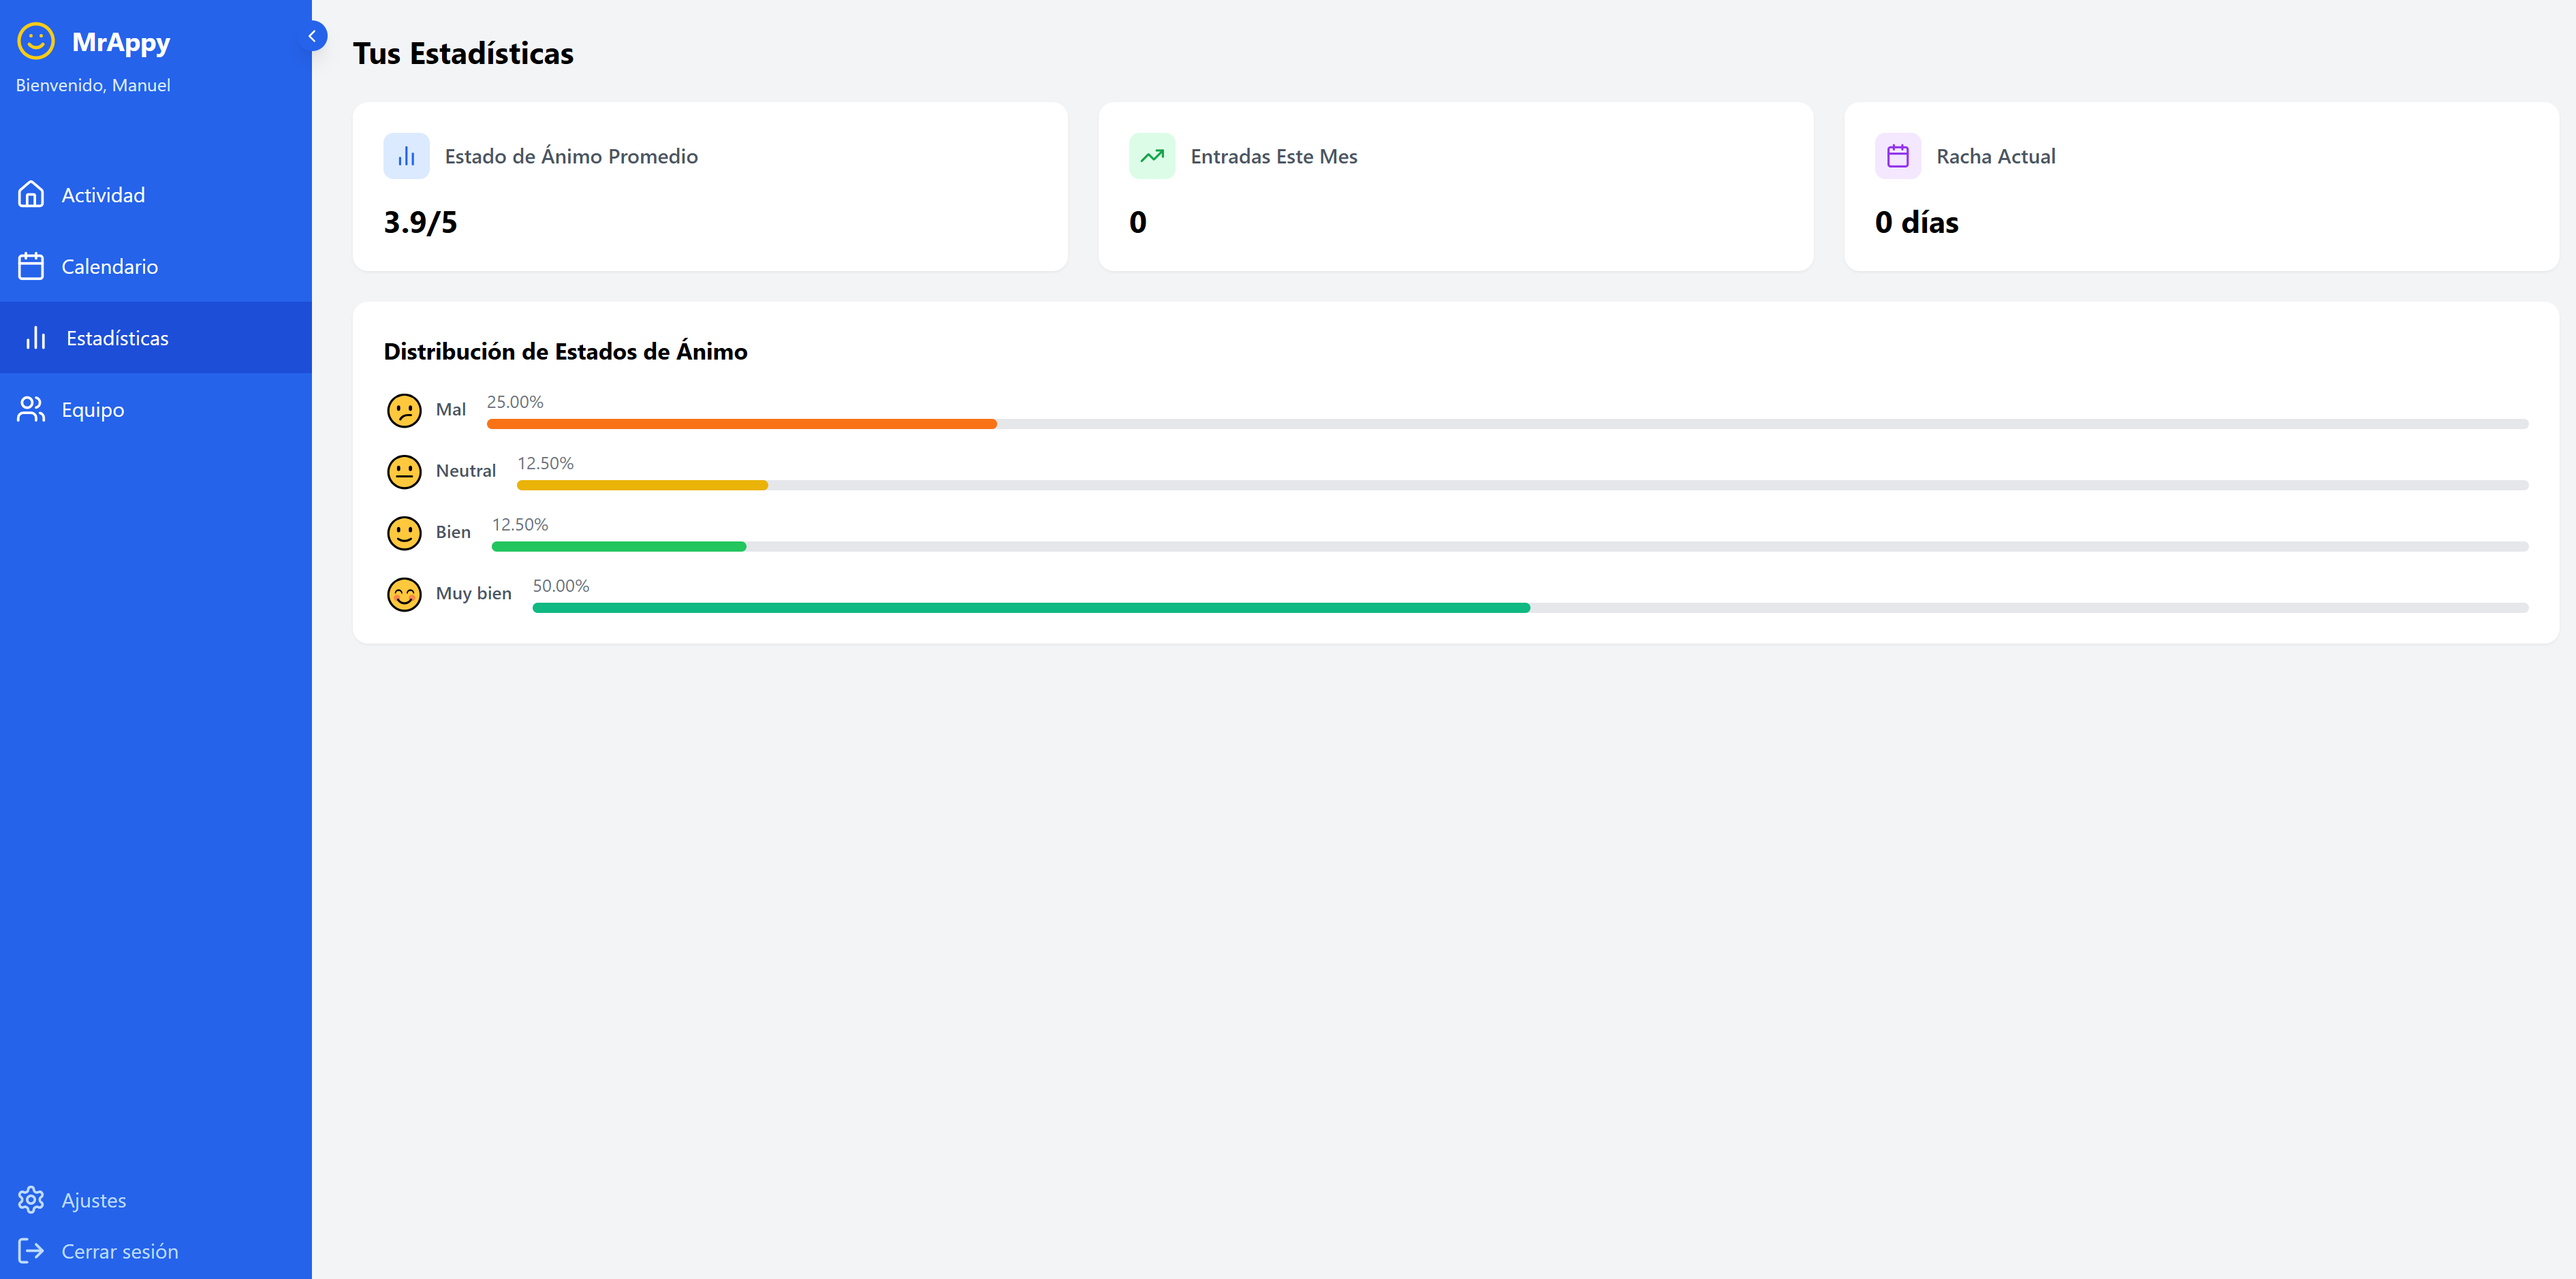 MrAppy
Bienvenido, Manuel
Actividad
Calendario
Estadísticas
Equipo
Ajustes
Cerrar sesión
Tus Estadísticas
Estado de Ánimo Promedio
3.9/5
Entradas Este Mes
0
Racha Actual
0 días
Distribución de Estados de Ánimo
Mal 25.00%
Neutral 12.50%
Bien 12.50%
Muy bien 50.00%